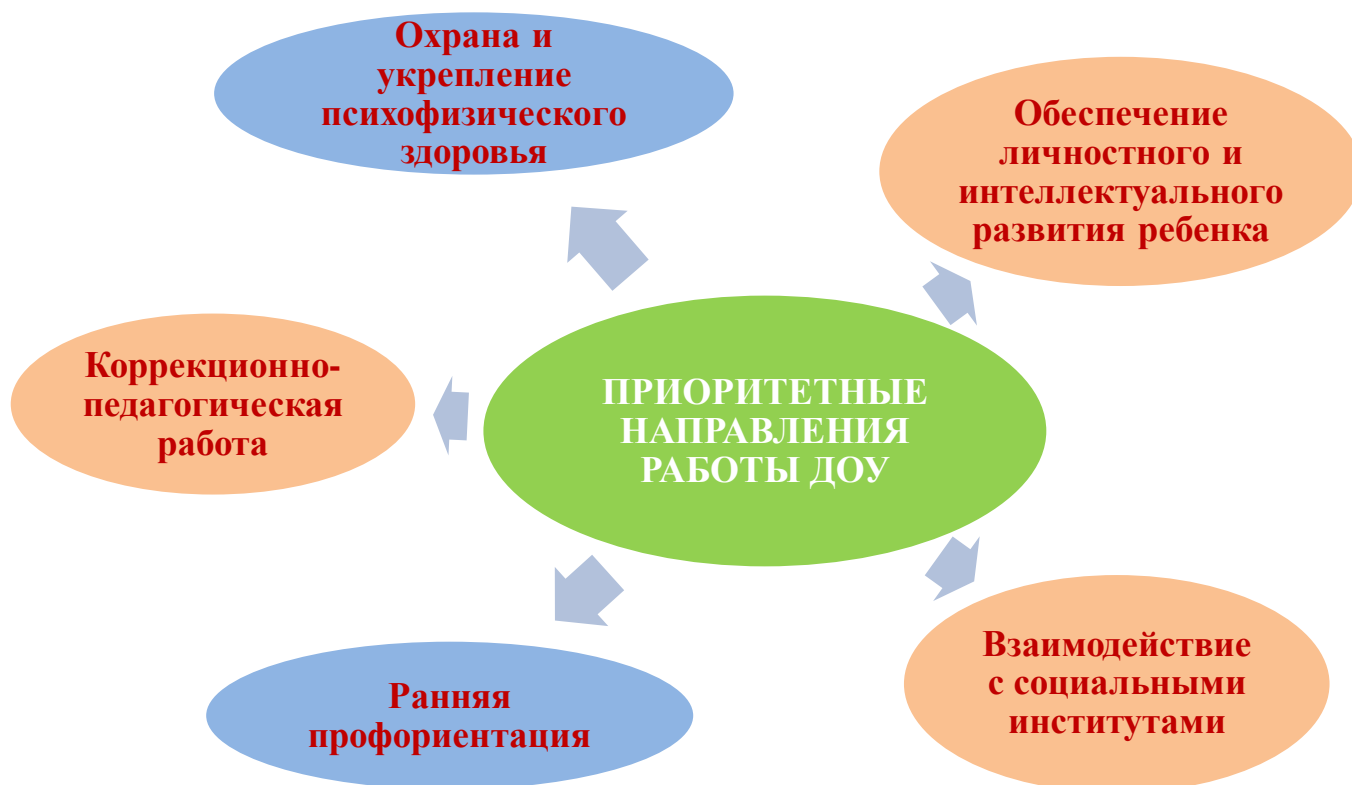 Охрана и
укрепление
психофизического
здоровья
Обеспечение
личностного и
интеллектуального
развития ребенка
Коррекционно-
педагогическая
работа
ПРИОРИТЕТНЫЕ
НАПРАВЛЕНИЯ
РАБОТЫ ДОУ
Ранняя
профориентация
Взаимодействие
с социальными
институтами